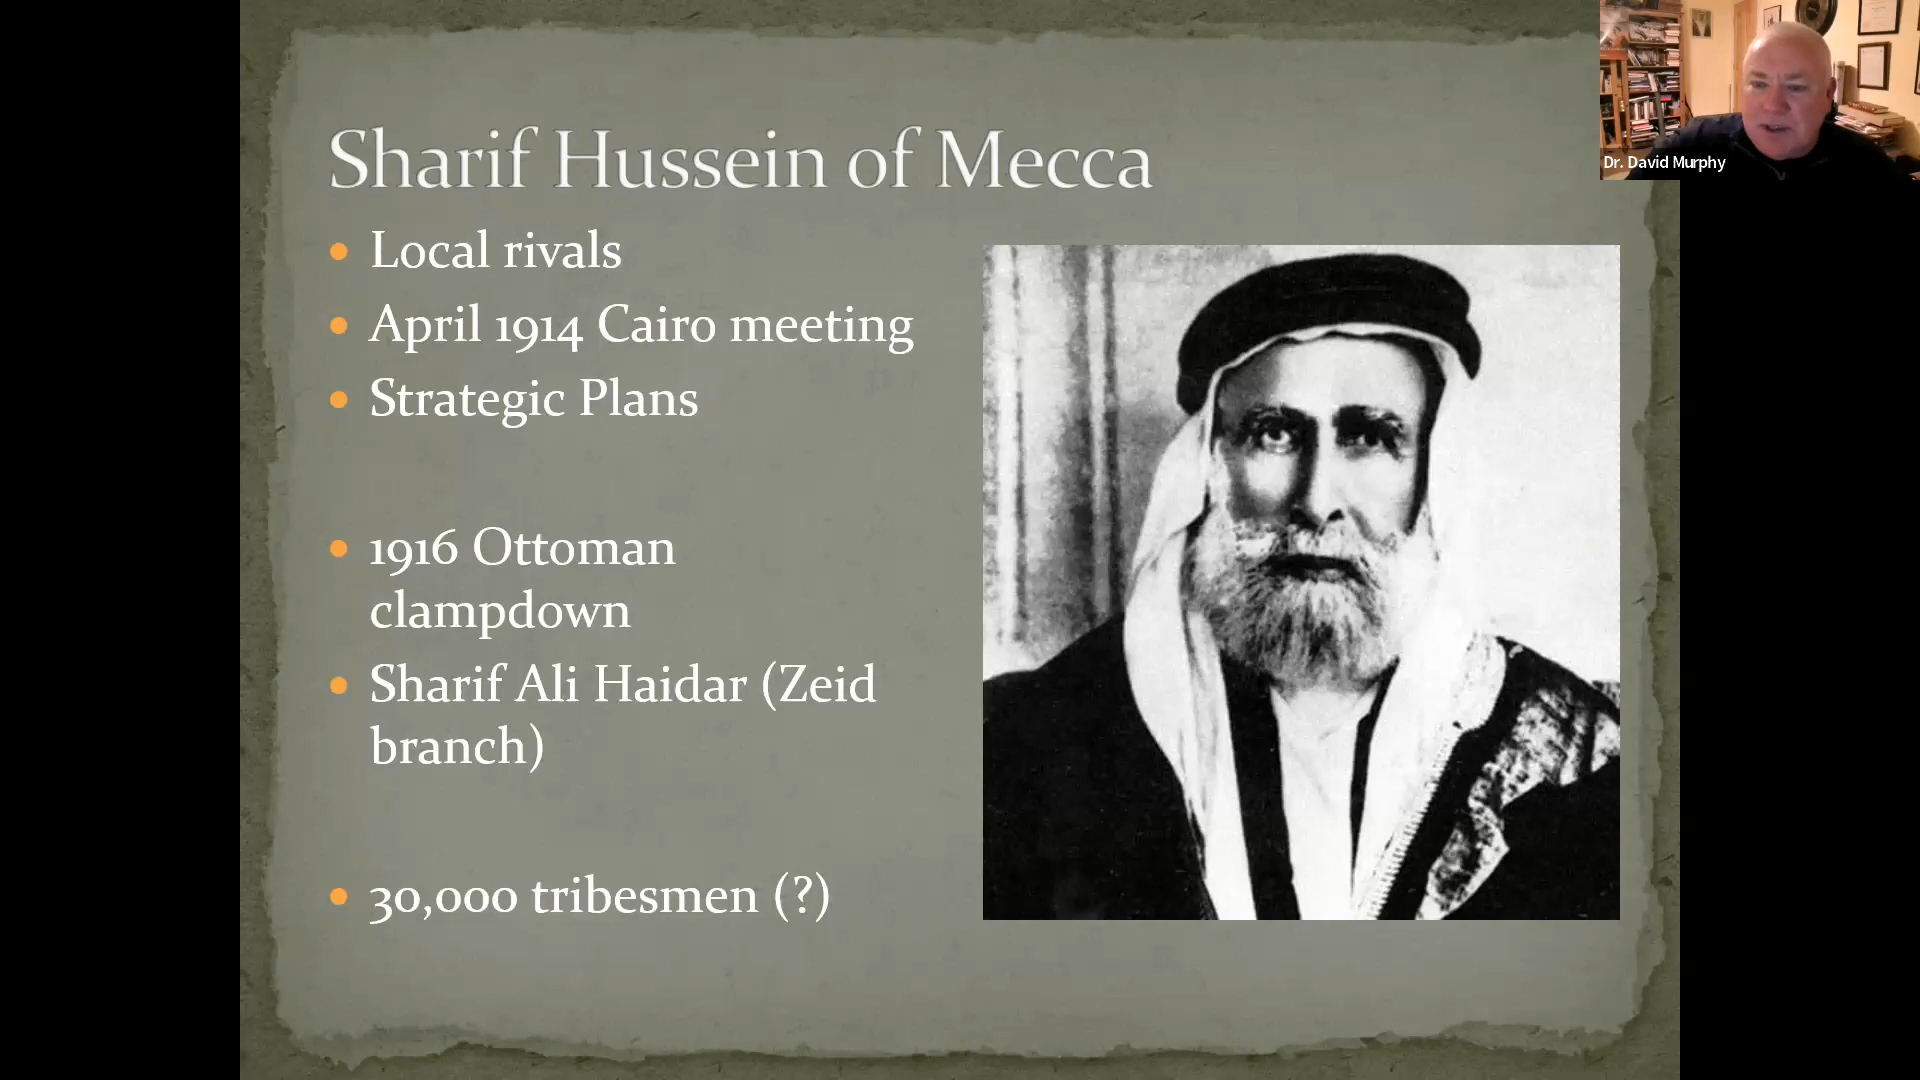 Sharif Hussein of Mecca
Local rivals
April 1914 Cairo meeting
Strategic Plans
1916 Ottoman
clampdown
Sharif Ali Haidar (Zeid
branch)
30,000 tribesmen (?)
Dr. David Murphy